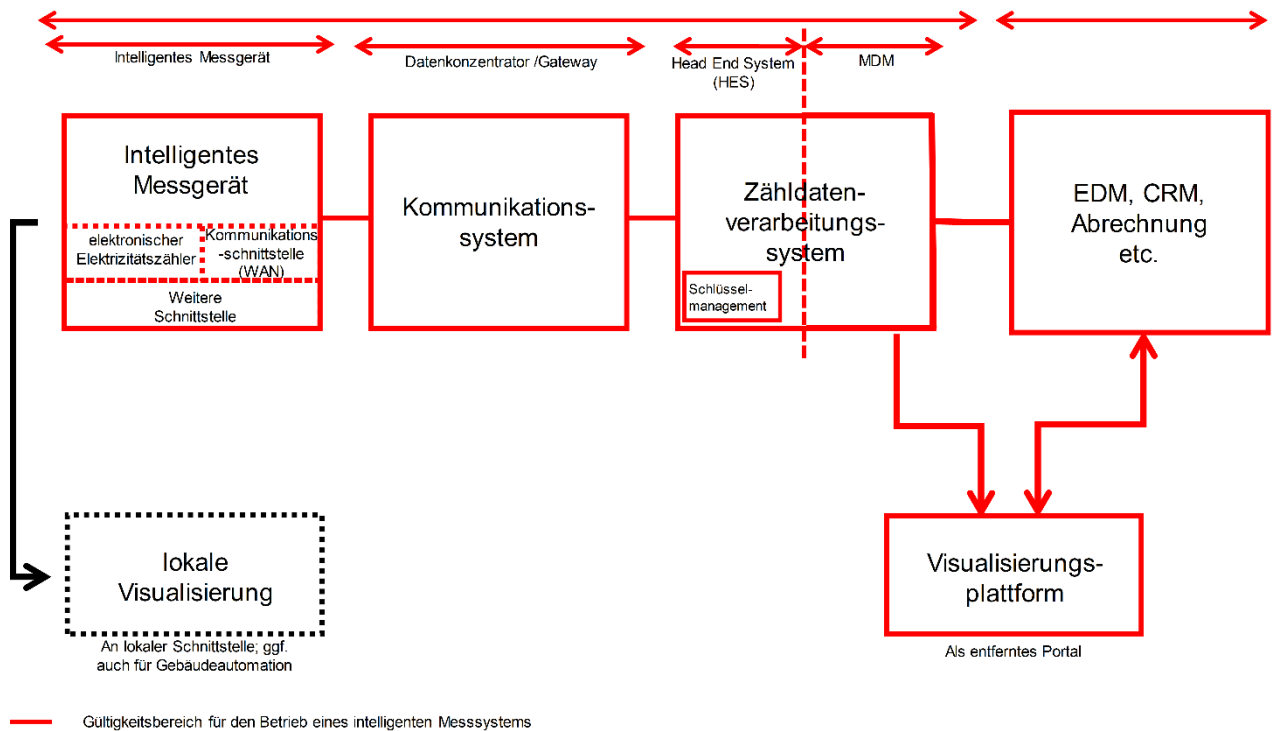 Intelligentes Messgerät
Datenkonzentrator /Gateway
Head End System
(HES)
MDM
Intelligentes
Messgerät
elektronischer
Elektrizitätszähler
Kommunikations
-schnittstelle
(WAN)
Weitere
Schnittstelle
Kommunikations-
system
Zähldaten-
verarbeitungs-
system
Schlüssel-
management
EDM, CRM,
Abrechnung
etc.
lokale
Visualisierung
An lokaler Schnittstelle; ggf.
auch für Gebäudeautomation
Visualisierungs-
plattform
Als entferntes Portal
Gültigkeitsbereich für den Betrieb eines intelligenten Messsystems